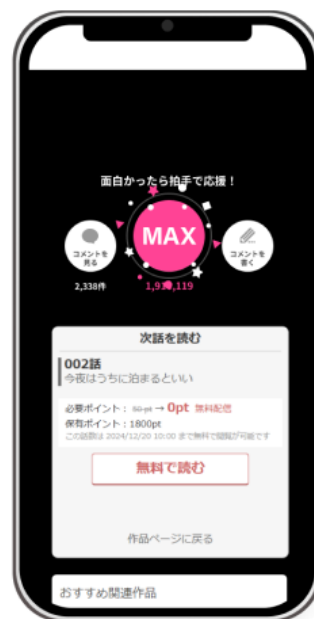 面白かったら拍手で応援！
MAX
コメントを
見る
コメントを
書く
2,338件
次話を読む
002話
今夜はうちに泊まるといい
必要ポイント： 60 pt → 0pt 無料配信
保有ポイント：1800pt
この話数は 2024/12/20 10:00 まで無料で閲覧が可能です
無料で読む
作品ページに戻る
おすすめ関連作品